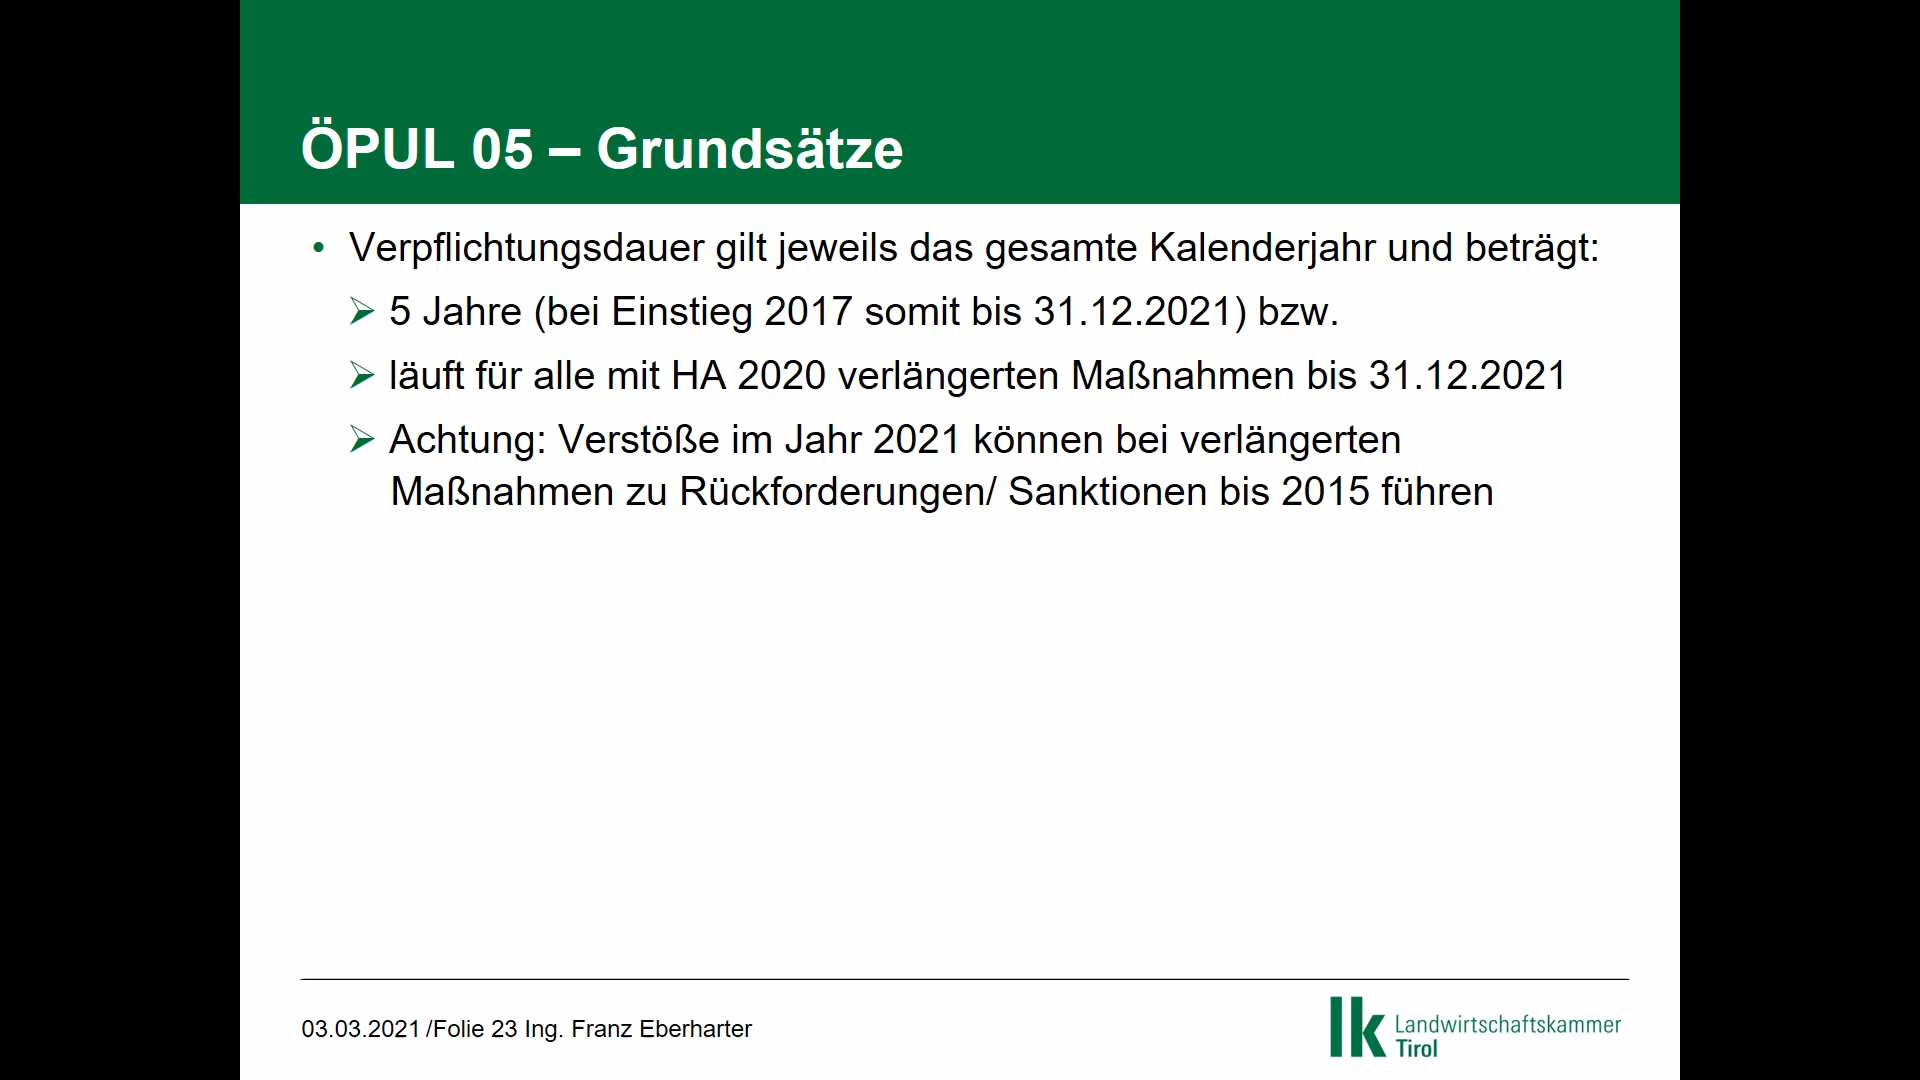 ÖPUL 05 – Grundsätze
• Verpflichtungsdauer gilt jeweils das gesamte Kalenderjahr und beträgt:
➢ 5 Jahre (bei Einstieg 2017 somit bis 31.12.2021) bzw.
➢ läuft für alle mit HA 2020 verlängerten Maßnahmen bis 31.12.2021
➢ Achtung: Verstöße im Jahr 2021 können bei verlängerten
Maßnahmen zu Rückforderungen/ Sanktionen bis 2015 führen
03.03.2021 /Folie 23 Ing. Franz Eberharter
lk Landwirtschaftskammer
Tirol